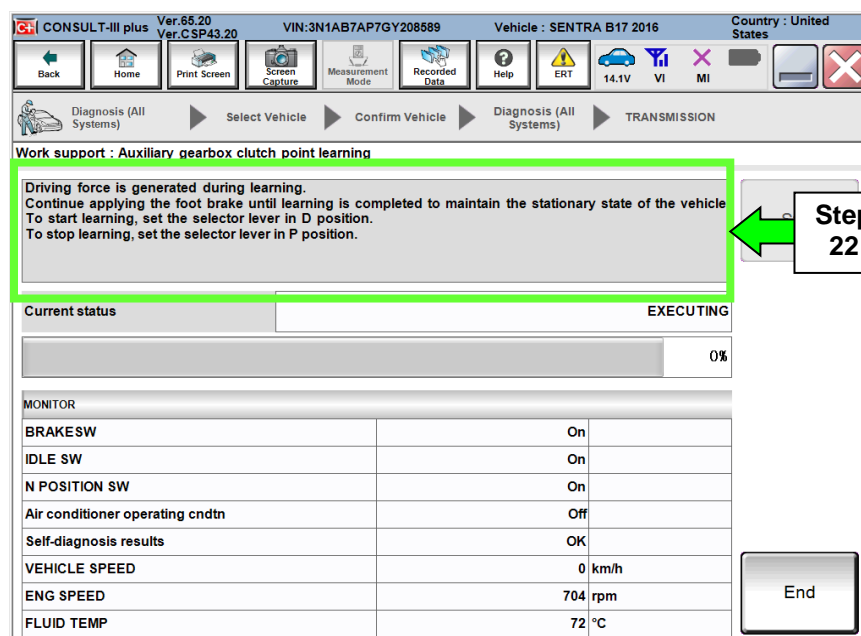 CONSULT-III plus Ver.65.20 VIN:3N1AB7AP7GY208589 Vehicle : SENTRA B17 2016 Country : United
Ver.CSP43.20 States
Back Home Print Screen Screen Capture Measurement Mode Recorded Data Help ERT 14.1V VI MI
Diagnosis (All Systems) Select Vehicle Confirm Vehicle Diagnosis (All Systems) TRANSMISSION
Work support : Auxiliary gearbox clutch point learning
Driving force is generated during learning.
Continue applying the foot brake until learning is completed to maintain the stationary state of the vehicle
To start learning, set the selector lever in D position.
To stop learning, set the selector lever in P position.
Step
22
Current status EXECUTING
0%
MONITOR
BRAKESW On
IDLE SW On
N POSITION SW On
Air conditioner operating cndtn Off
Self-diagnosis results OK
VEHICLE SPEED 0 km/h
ENG SPEED 704 rpm
FLUID TEMP 72 °C
End